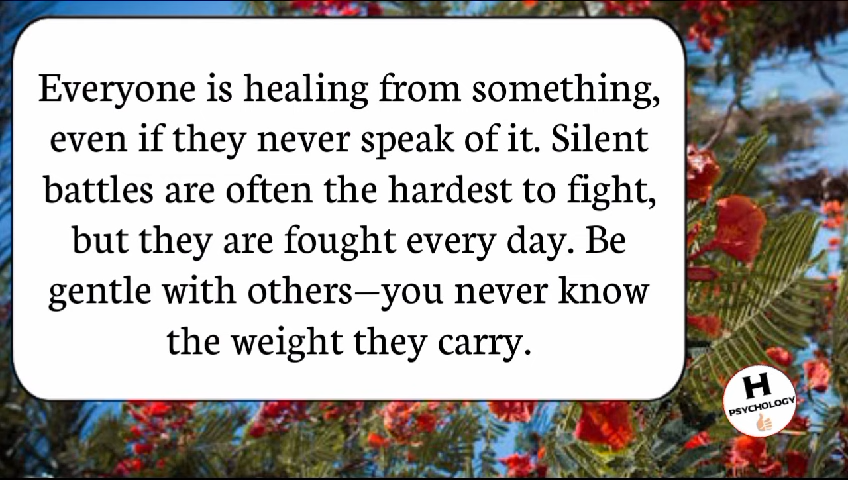 Everyone is healing from something,
even if they never speak of it. Silent
battles are often the hardest to fight,
but they are fought every day. Be
gentle with others—you never know
the weight they carry.
H
PSYCHOLOGY